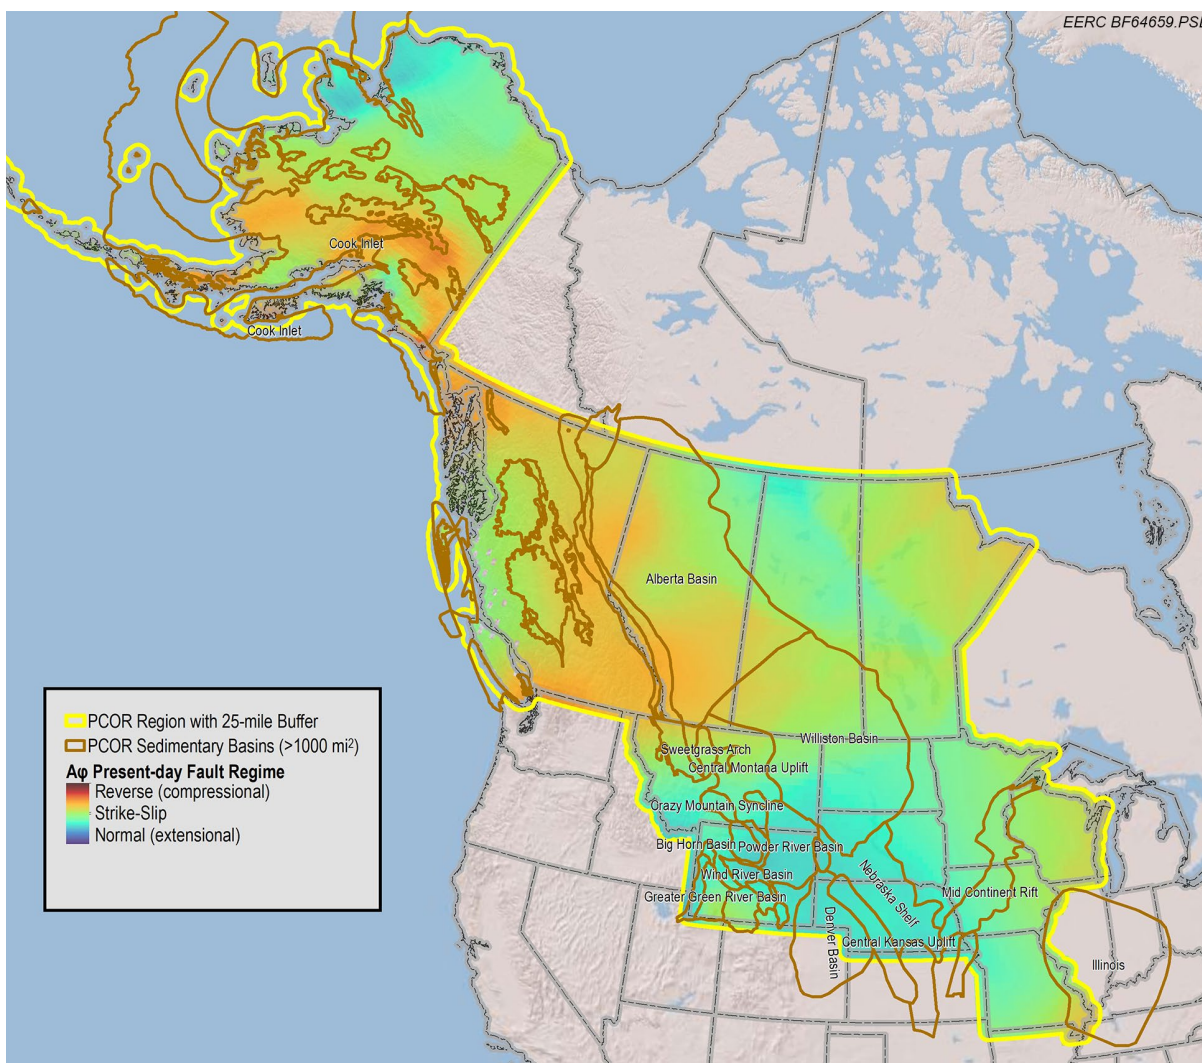 EERC BF64659.PSD
Cook Inlet
Cook Inlet
Alberta Basin
Williston Basin
Sweetgrass Arch
Central Montana Uplift
Crazy Mountain Syncline
Big Horn Basin
Powder River Basin
Wind River Basin
Greater Green River Basin
Nebraska Shelf
Mid Continent Rift
Denver Basin
Central Kansas Uplift
Illinois
PCOR Region with 25-mile Buffer
PCOR Sedimentary Basins (>1000 mi²)
Aφ Present-day Fault Regime
Reverse (compressional)
Strike-Slip
Normal (extensional)